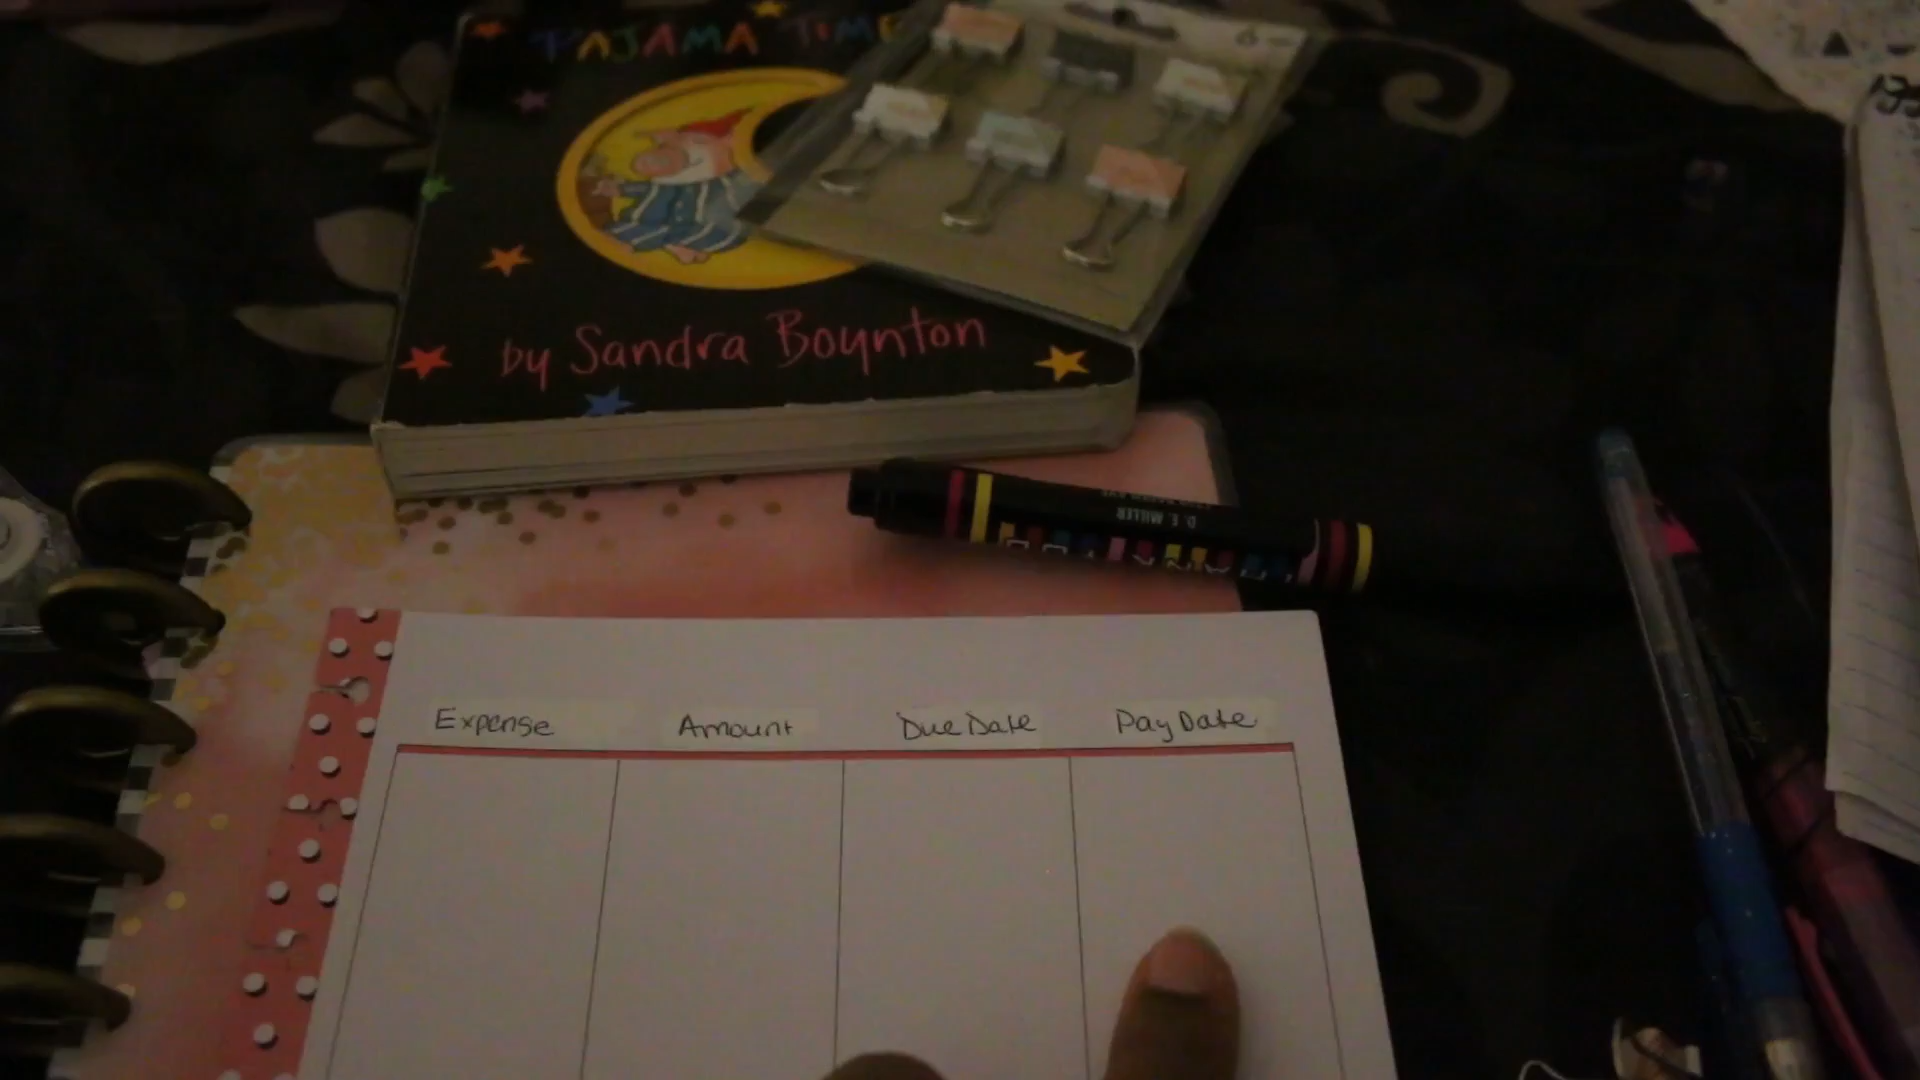 PAJAMA TIME
by Sandra Boynton
D. E. MILLER
Expense Amount Due Date Pay Date